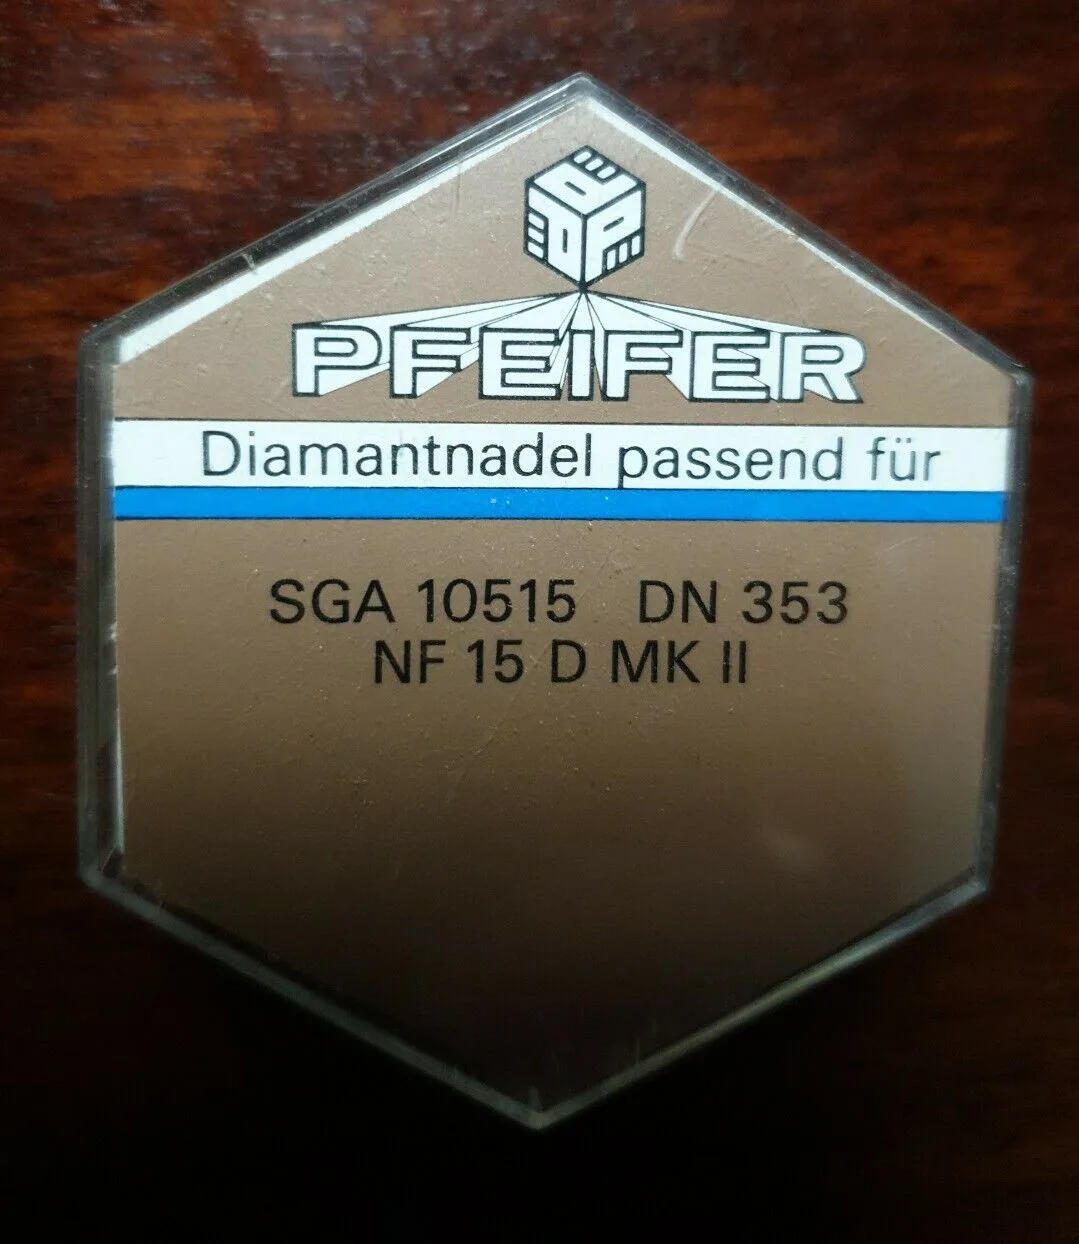 PFEIFER
Diamantnadel passend für
SGA 10515 DN 353
NF 15 D MK II